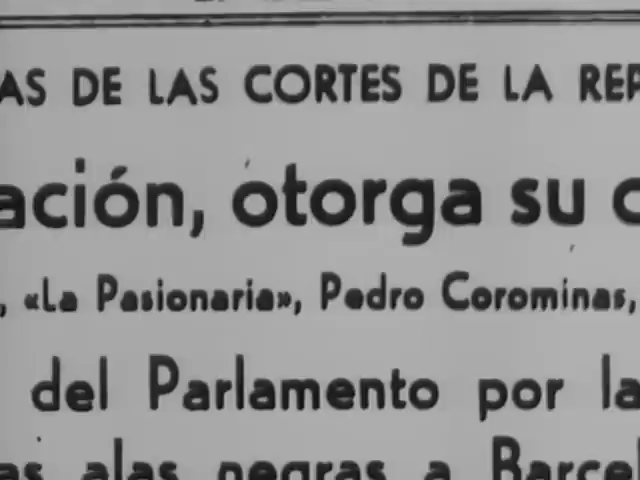 AS DE LAS CORTES DE LA REP
ación, otorga su c
, «La Pasionaria», Pedro Corominas,
del Parlamento por la
as alas negras a Barcel